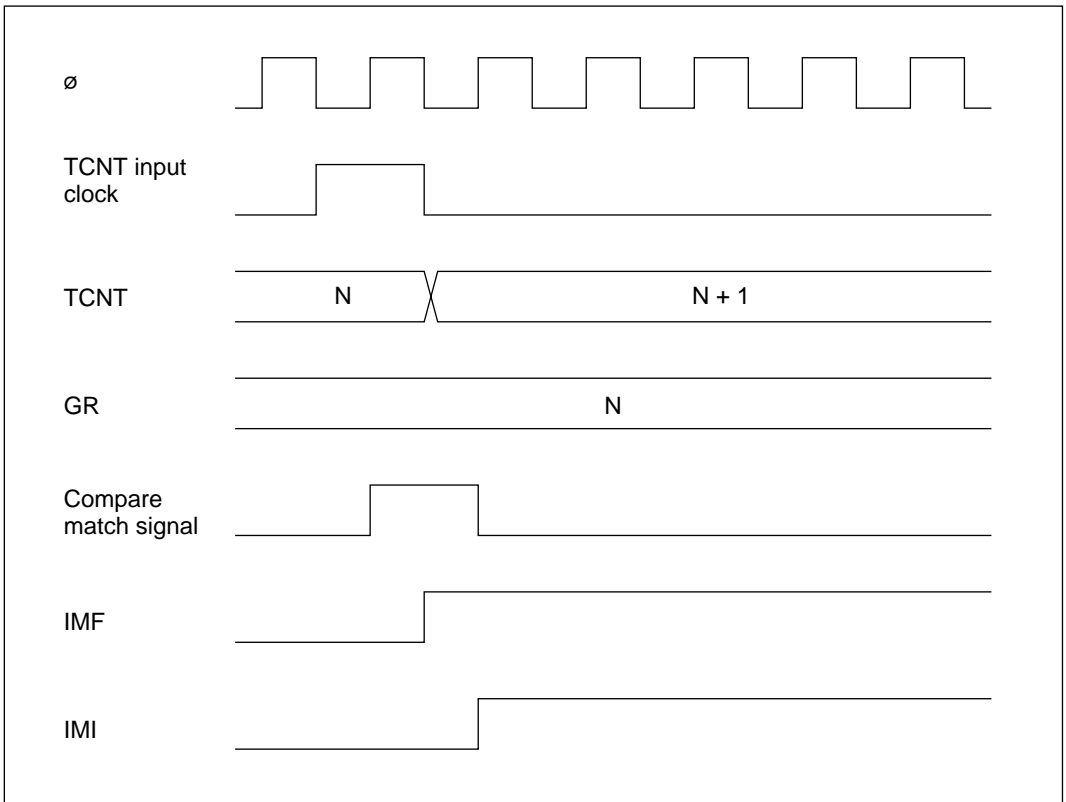 ø
TCNT input
clock
TCNT
N
N + 1
GR
N
Compare
match signal
IMF
IMI